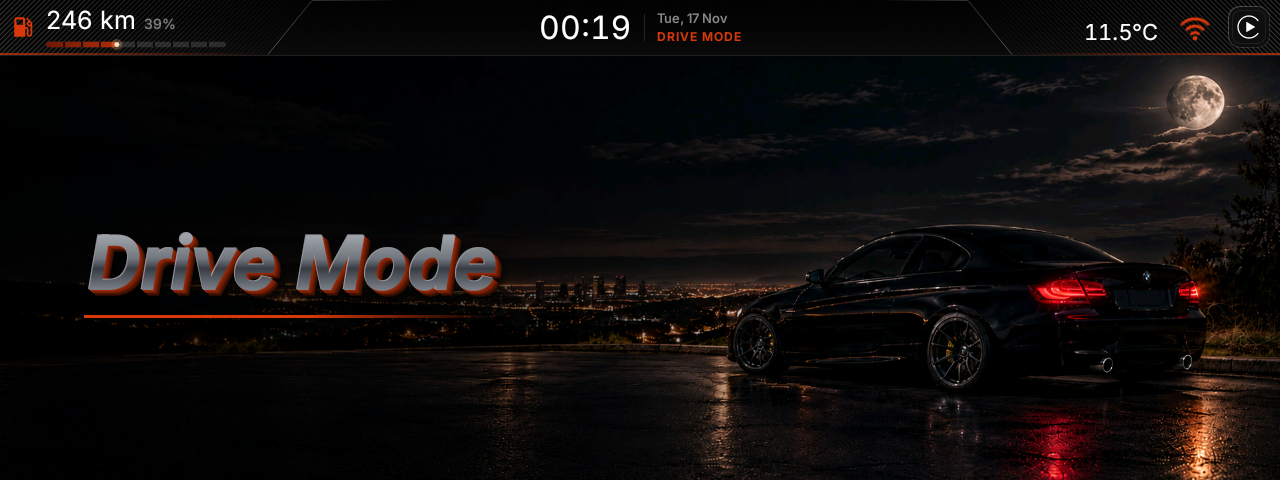 246 km 39%
00:19
Tue, 17 Nov
DRIVE MODE
11.5°C
Drive Mode